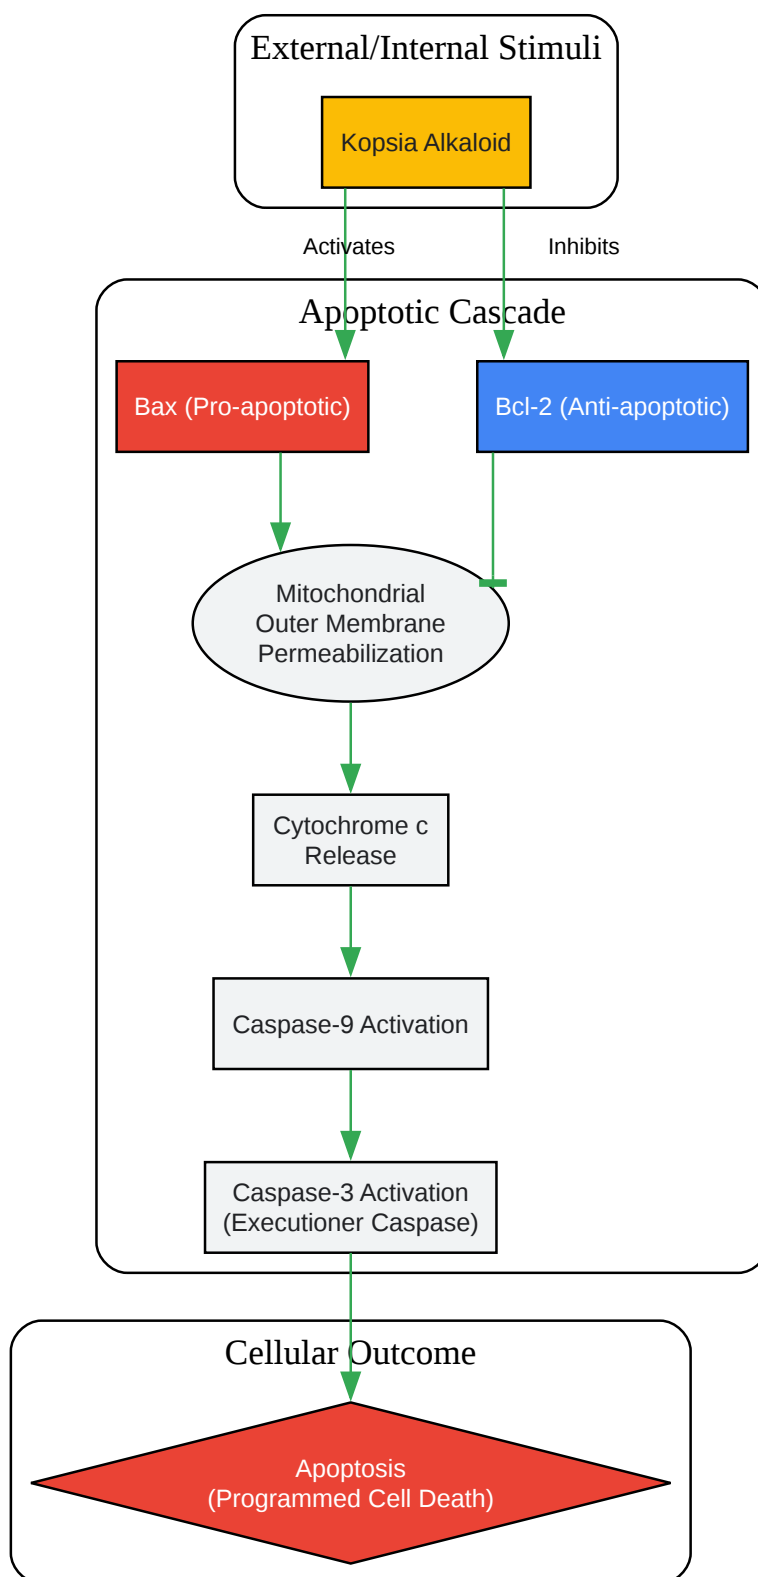 External/Internal Stimuli
Kopsia Alkaloid
Activates
Inhibits
Apoptotic Cascade
Bax (Pro-apoptotic)
Bcl-2 (Anti-apoptotic)
Mitochondrial
Outer Membrane
Permeabilization
Cytochrome c
Release
Caspase-9 Activation
Caspase-3 Activation
(Executioner Caspase)
Cellular Outcome
Apoptosis
(Programmed Cell Death)